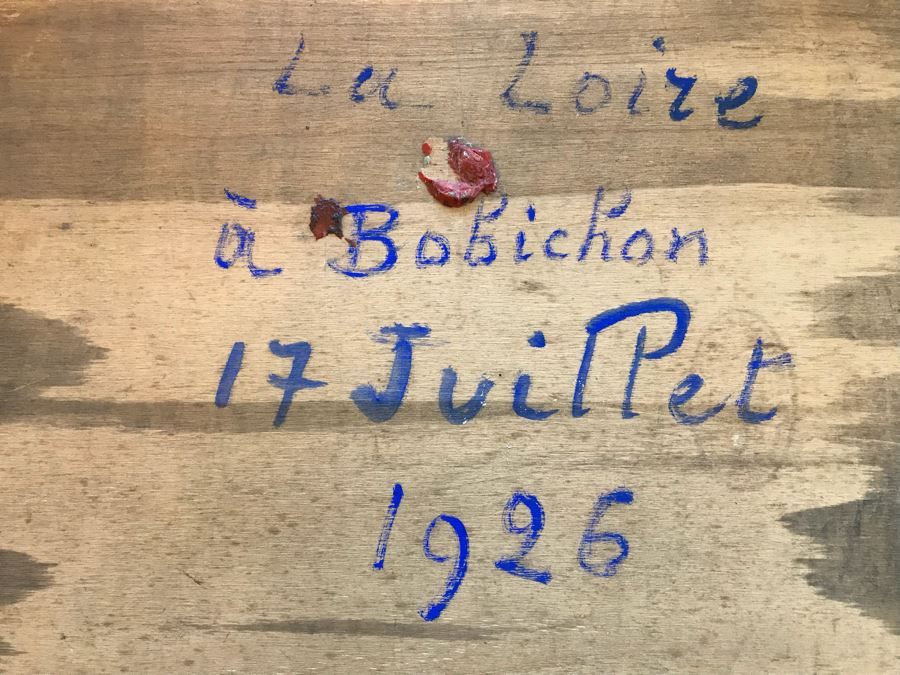 La Loire
à Bobichon
17 Juillet
1926